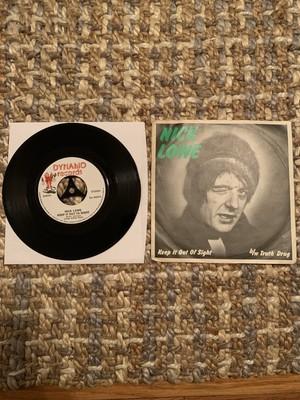 DYNAMO
records
NICK LOWE
KEEP IT OUT OF SIGHT
NICK
LOWE
Keep It Out Of Sight
b/w Truth Drug